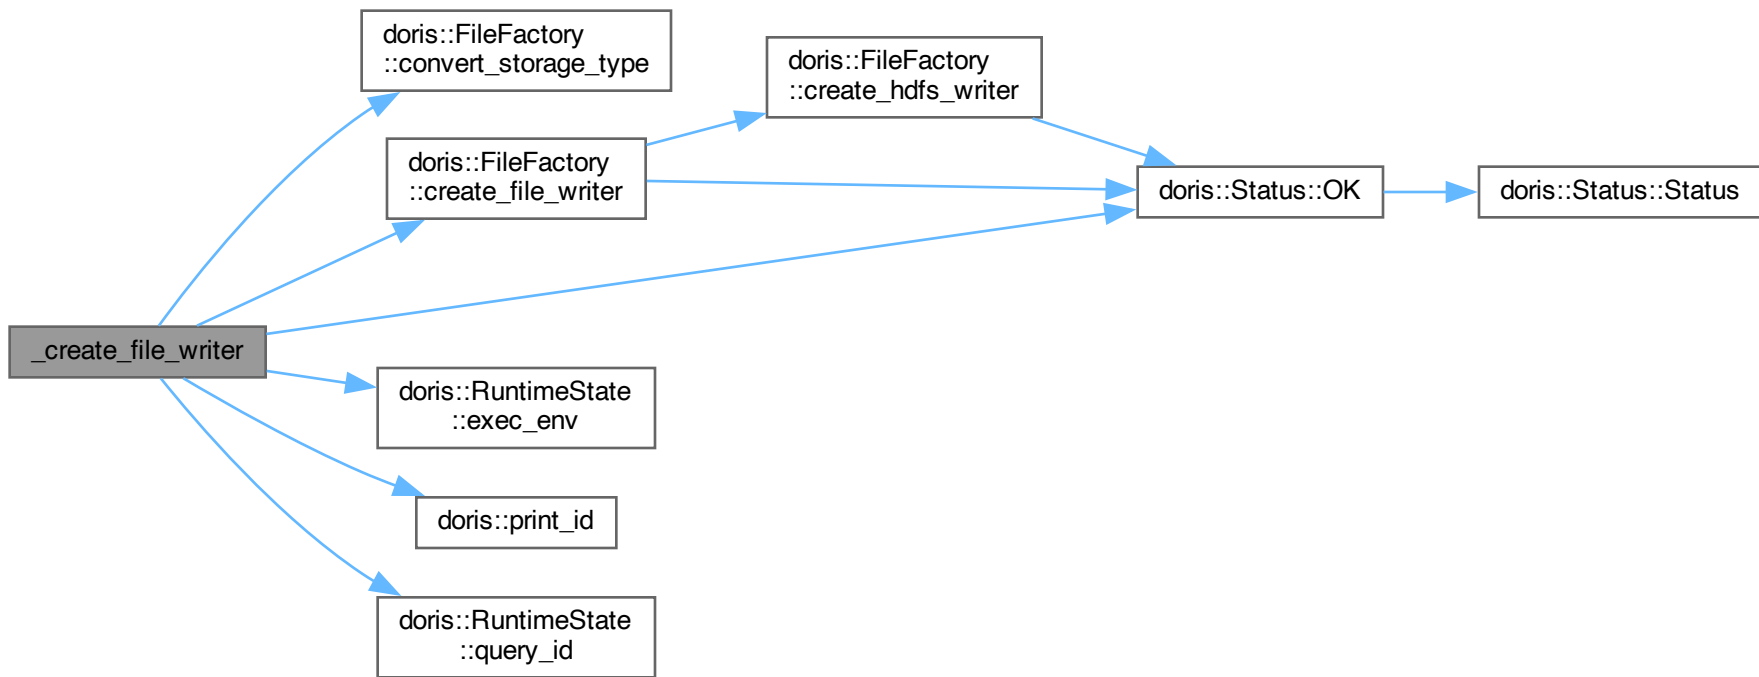 doris::FileFactory
::convert_storage_type
doris::FileFactory
::create_hdfs_writer
doris::FileFactory
::create_file_writer
doris::Status::OK
doris::Status::Status
_create_file_writer
doris::RuntimeState
::exec_env
doris::print_id
doris::RuntimeState
::query_id